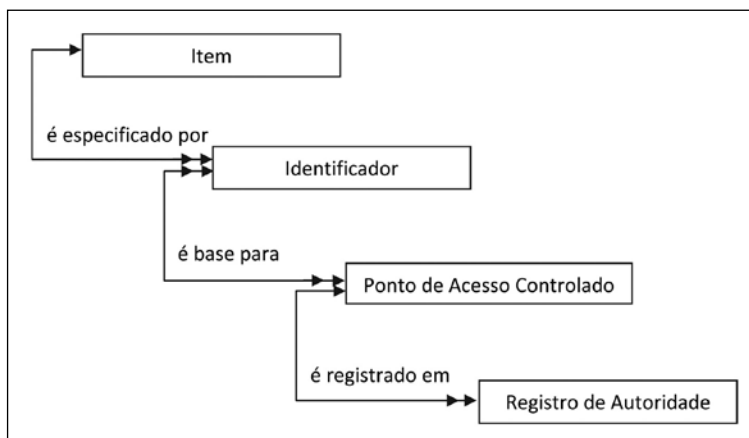 Item
é especificado por
Identificador
é base para
Ponto de Acesso Controlado
é registrado em
Registro de Autoridade